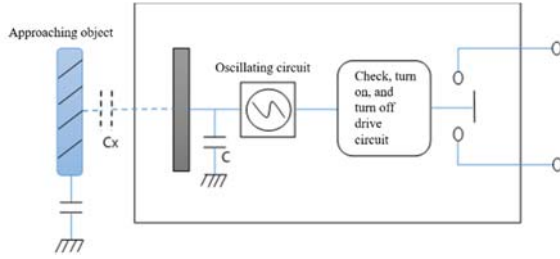 Approaching object
Oscillating circuit
Check, turn
on, and
turn off
drive
circuit
Cx
C